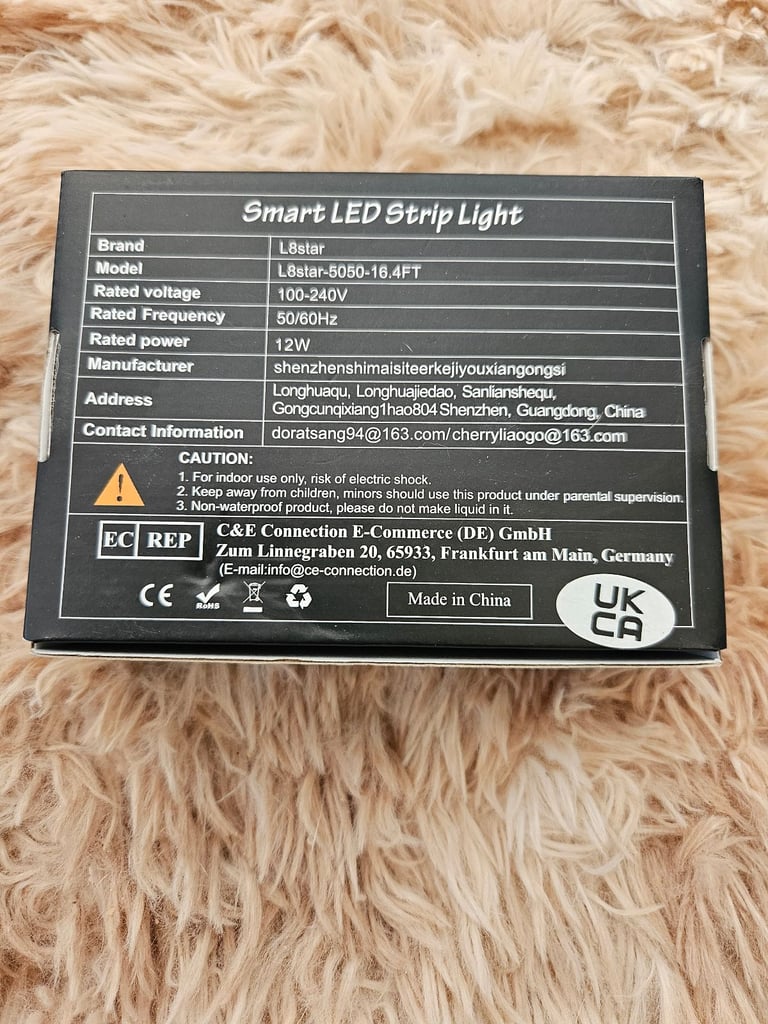 Smart LED Strip Light
Brand L8star
Model L8star-5050-16.4FT
Rated voltage 100-240V
Rated Frequency 50/60Hz
Rated power 12W
Manufacturer shenzhenshimaisiteerkejiyouxiangongsi
Address Longhuaqu, Longhuajiedao, Sanlianshequ,
Gongcunqixiang1hao804 Shenzhen, Guangdong, China
Contact Information doratsang94@163.com/cherryliaogo@163.com
CAUTION:
1. For indoor use only, risk of electric shock.
2. Keep away from children, minors should use this product under parental supervision.
3. Non-waterproof product, please do not make liquid in it.
EC REP C&E Connection E-Commerce (DE) GmbH
Zum Linnegraben 20, 65933, Frankfurt am Main, Germany
(E-mail:info@ce-connection.de)
CE RoHS Made in China
UK
CA